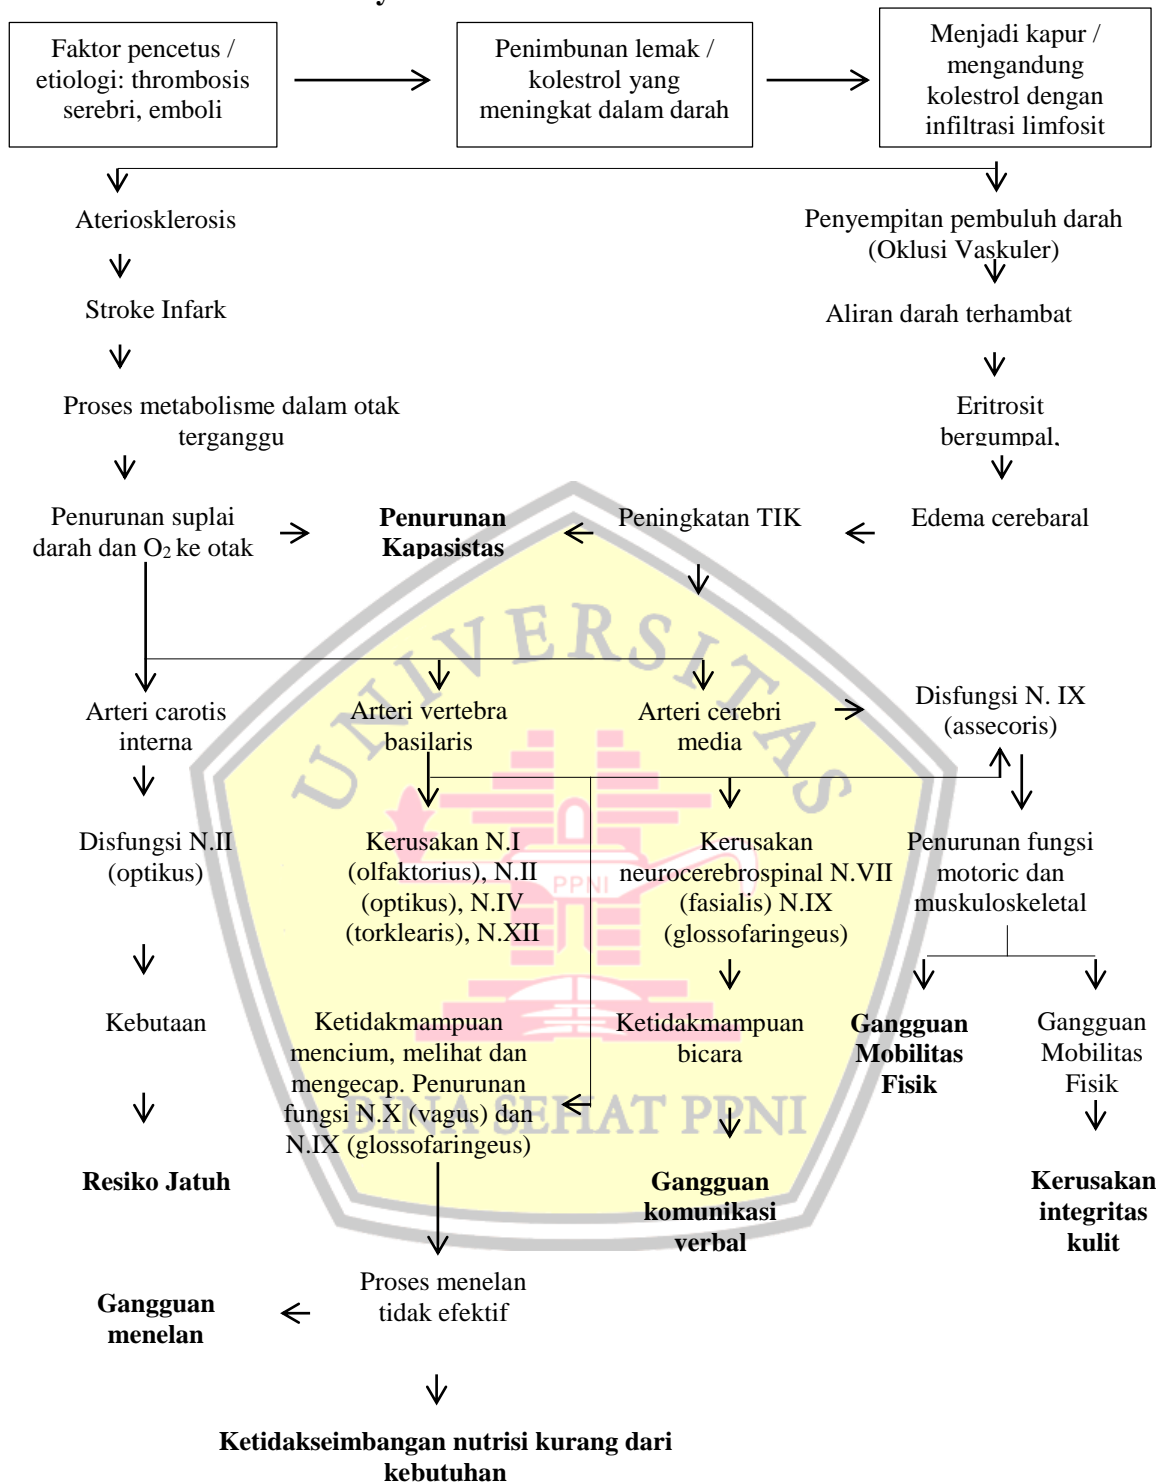 Faktor pencetus /
etiologi: thrombosis
serebri, emboli
Penimbunan lemak /
kolestrol yang
meningkat dalam darah
Menjadi kapur /
mengandung
kolestrol dengan
infiltrasi limfosit
Ateriosklerosis
Penyempitan pembuluh darah
(Oklusi Vaskuler)
Stroke Infark
Aliran darah terhambat
Proses metabolisme dalam otak
terganggu
Eritrosit
bergumpal,
Penurunan suplai
darah dan O2 ke otak
Penurunan
Kapasistas
Peningkatan TIK
Edema cerebaral
UNIVERSITAS
Arteri carotis
interna
Arteri vertebra
basilaris
Arteri cerebri
media
Disfungsi N. IX
(assecoris)
Disfungsi N.II
(optikus)
Kerusakan N.I
(olfaktorius), N.II
(optikus), N.IV
(torklearis), N.XII
Kerusakan
neurocerebrospinal N.VII
(fasialis) N.IX
(glossofaringeus)
Penurunan fungsi
motoric dan
muskuloskeletal
PPNI
Kebutaan
Ketidakmampuan
mencium, melihat dan
mengecap. Penurunan
fungsi N.X (vagus) dan
N.IX (glossofaringeus)
Ketidakmampuan
bicara
Gangguan
Mobilitas
Fisik
Gangguan
Mobilitas
Fisik
BINA SEHAT PPNI
Resiko Jatuh
Gangguan
komunikasi
verbal
Kerusakan
integritas
kulit
Gangguan
menelan
Proses menelan
tidak efektif
Ketidakseimbangan nutrisi kurang dari
kebutuhan